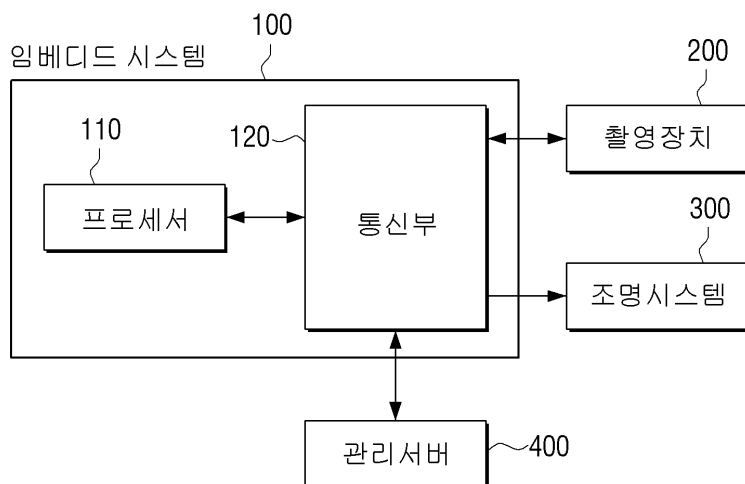 100
임베디드 시스템
200
110
120
촬영장치
프로세서
통신부
300
조명시스템
400
관리서버